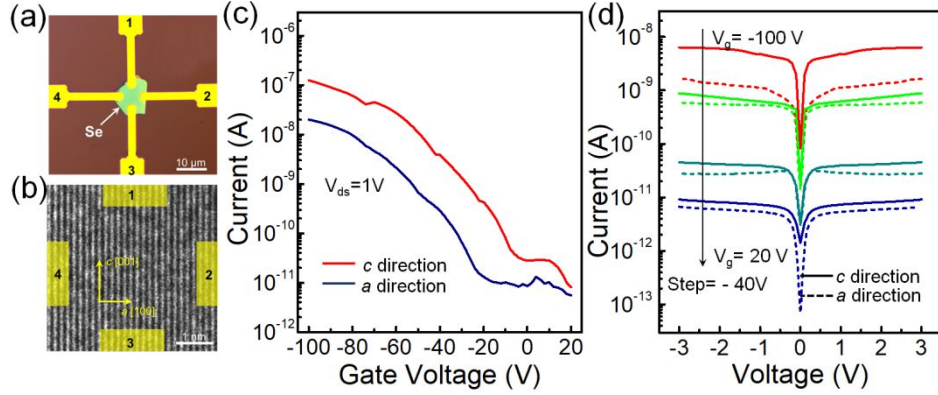 (a)
1
4
2
Se
3
10 μm
(b)
1
c [001]
4
2
a [100]
3
1 nm
(c)
Current (A)
10⁻⁶
10⁻⁷
10⁻⁸
10⁻⁹
10⁻¹⁰
10⁻¹¹
10⁻¹²
V_ds=1V
c direction
a direction
-100 -80 -60 -40 -20 0 20
Gate Voltage (V)
(d)
Current (A)
10⁻⁸
10⁻⁹
10⁻¹⁰
10⁻¹¹
10⁻¹²
10⁻¹³
V_g= -100 V
V_g= 20 V
Step= - 40V
c direction
a direction
-3 -2 -1 0 1 2 3
Voltage (V)